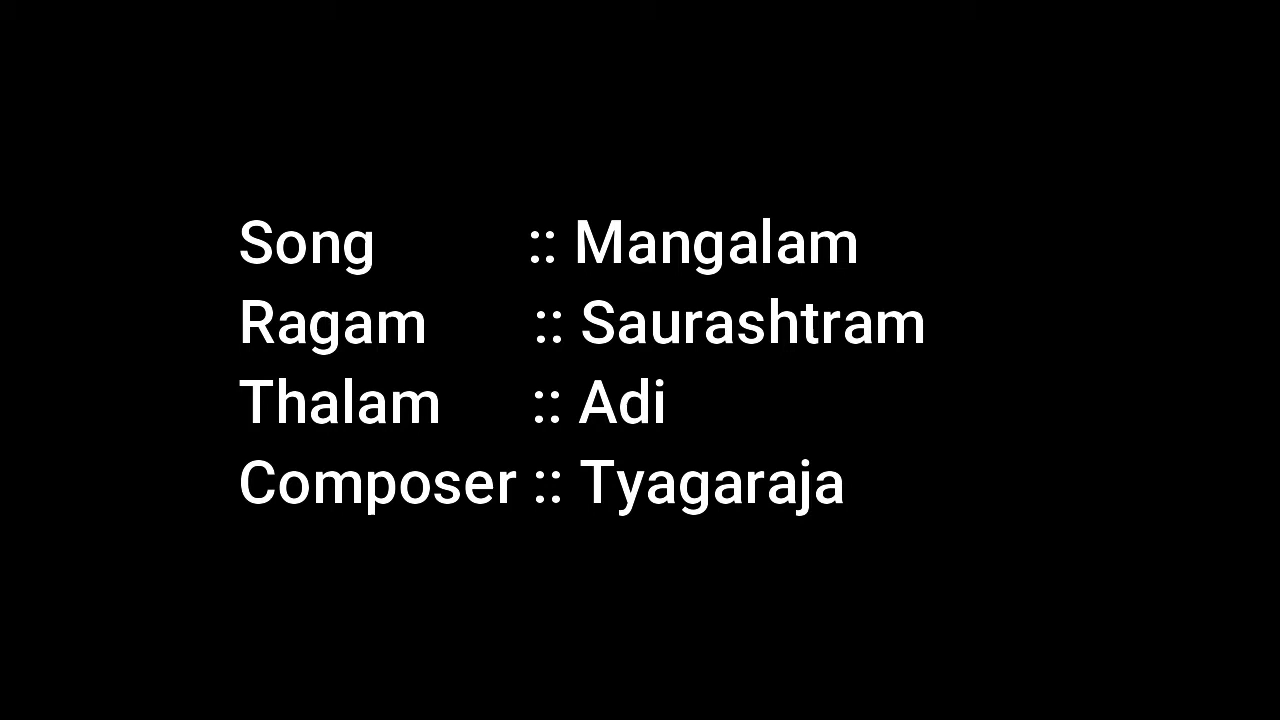 Song :: Mangalam
Ragam :: Saurashtram
Thalam :: Adi
Composer :: Tyagaraja